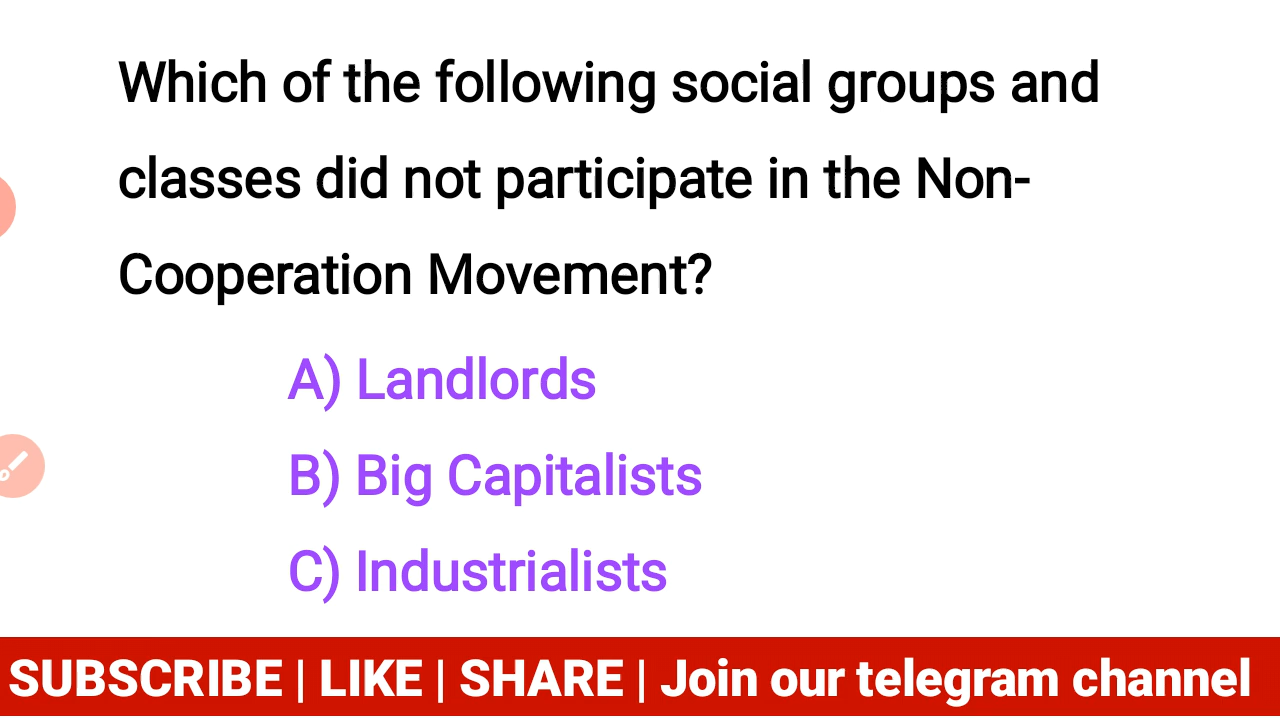 Which of the following social groups and
classes did not participate in the Non-
Cooperation Movement?
A) Landlords
B) Big Capitalists
C) Industrialists
SUBSCRIBE | LIKE | SHARE | Join our telegram channel